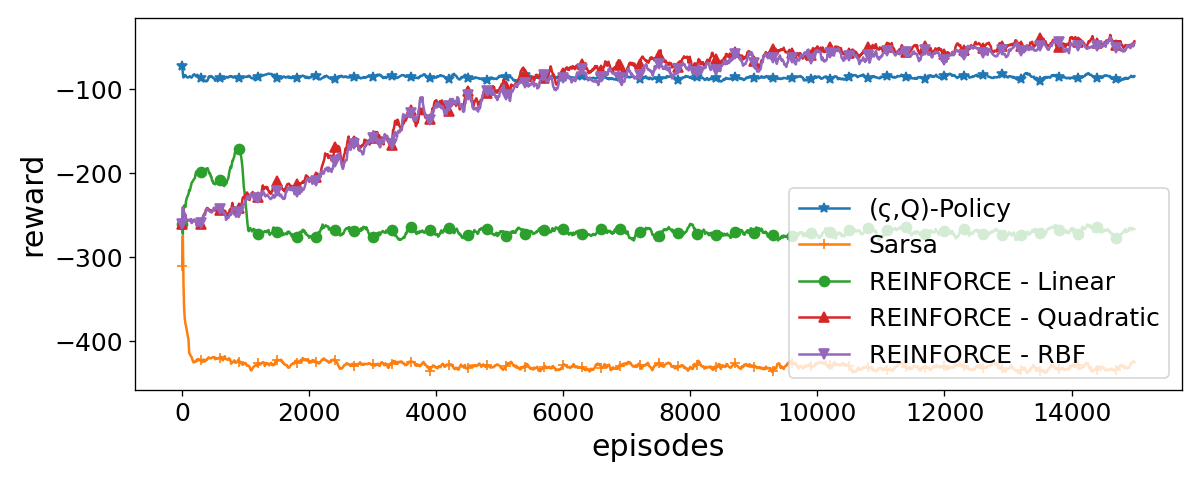 reward
−100
−200
−300
−400
0
2000
4000
6000
8000
10000
12000
14000
episodes
(ς,Q)-Policy
Sarsa
REINFORCE - Linear
REINFORCE - Quadratic
REINFORCE - RBF